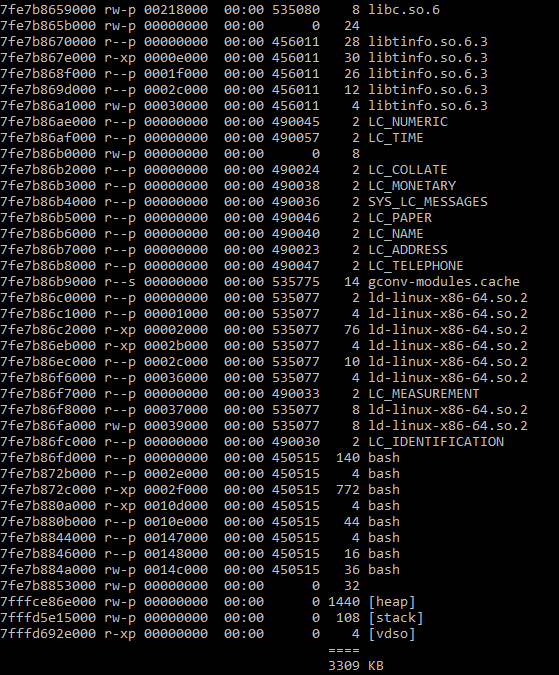 7fe7b8659000 rw-p 00218000  00:00 535080    8 libc.so.6
7fe7b865b000 rw-p 00000000  00:00      0   24
7fe7b8670000 r--p 00000000  00:00 456011   28 libtinfo.so.6.3
7fe7b867e000 r-xp 0000e000  00:00 456011   30 libtinfo.so.6.3
7fe7b868f000 r--p 0001f000  00:00 456011   26 libtinfo.so.6.3
7fe7b869d000 r--p 0002c000  00:00 456011   12 libtinfo.so.6.3
7fe7b86a1000 rw-p 00030000  00:00 456011    4 libtinfo.so.6.3
7fe7b86ae000 r--p 00000000  00:00 490045    2 LC_NUMERIC
7fe7b86af000 r--p 00000000  00:00 490057    2 LC_TIME
7fe7b86b0000 rw-p 00000000  00:00      0    8
7fe7b86b2000 r--p 00000000  00:00 490024    2 LC_COLLATE
7fe7b86b3000 r--p 00000000  00:00 490038    2 LC_MONETARY
7fe7b86b4000 r--p 00000000  00:00 490036    2 SYS_LC_MESSAGES
7fe7b86b5000 r--p 00000000  00:00 490046    2 LC_PAPER
7fe7b86b6000 r--p 00000000  00:00 490040    2 LC_NAME
7fe7b86b7000 r--p 00000000  00:00 490023    2 LC_ADDRESS
7fe7b86b8000 r--p 00000000  00:00 490047    2 LC_TELEPHONE
7fe7b86b9000 r--s 00000000  00:00 535775   14 gconv-modules.cache
7fe7b86c0000 r--p 00000000  00:00 535077    2 ld-linux-x86-64.so.2
7fe7b86c1000 r--p 00001000  00:00 535077    4 ld-linux-x86-64.so.2
7fe7b86c2000 r-xp 00002000  00:00 535077   76 ld-linux-x86-64.so.2
7fe7b86eb000 r-xp 0002b000  00:00 535077    4 ld-linux-x86-64.so.2
7fe7b86ec000 r--p 0002c000  00:00 535077   10 ld-linux-x86-64.so.2
7fe7b86f6000 r--p 00036000  00:00 535077    4 ld-linux-x86-64.so.2
7fe7b86f7000 r--p 00000000  00:00 490033    2 LC_MEASUREMENT
7fe7b86f8000 r--p 00037000  00:00 535077    8 ld-linux-x86-64.so.2
7fe7b86fa000 rw-p 00039000  00:00 535077    8 ld-linux-x86-64.so.2
7fe7b86fc000 r--p 00000000  00:00 490030    2 LC_IDENTIFICATION
7fe7b86fd000 r--p 00000000  00:00 450515  140 bash
7fe7b872b000 r--p 0002e000  00:00 450515    4 bash
7fe7b872c000 r-xp 0002f000  00:00 450515  772 bash
7fe7b880a000 r-xp 0010d000  00:00 450515    4 bash
7fe7b880b000 r--p 0010e000  00:00 450515   44 bash
7fe7b8844000 r--p 00147000  00:00 450515    4 bash
7fe7b8846000 r--p 00148000  00:00 450515   16 bash
7fe7b884a000 rw-p 0014c000  00:00 450515   36 bash
7fe7b8853000 rw-p 00000000  00:00      0   32
7fffce86e000 rw-p 00000000  00:00      0 1440 [heap]
7fffd5e15000 rw-p 00000000  00:00      0  108 [stack]
7fffd692e000 r-xp 00000000  00:00      0    4 [vdso]
====
3309 KB